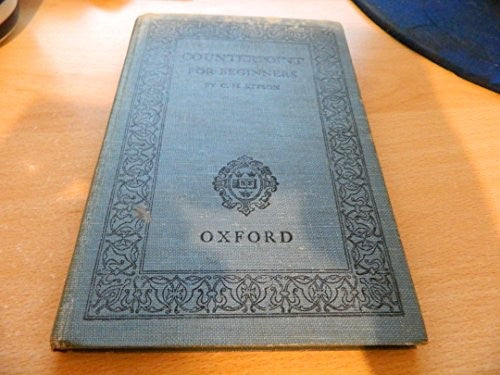 COUNTERPOINT
FOR BEGINNERS
BY C. H. KITSON
OXFORD